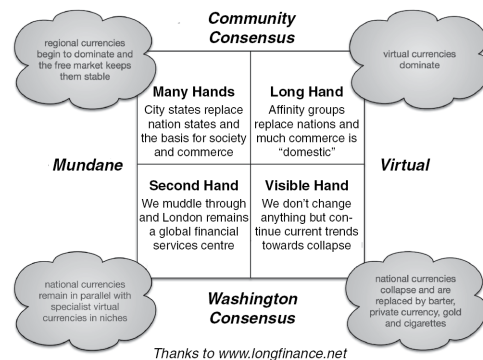 Community
Consensus
regional currencies
begin to dominate and
the free market keeps
them stable
virtual currencies
dominate
Many Hands
City states replace
nation states and
the basis for society
and commerce
Long Hand
Affinity groups
replace nations and
much commerce is
“domestic”
Mundane
Virtual
Second Hand
We muddle through
and London remains
a global financial
services centre
Visible Hand
We don’t change
anything but con-
tinue current trends
towards collapse
national currencies
remain in parallel with
specialist virtual
currencies in niches
national currencies
collapse and are
replaced by barter,
private currency, gold
and cigarettes
Washington
Consensus
Thanks to www.longfinance.net